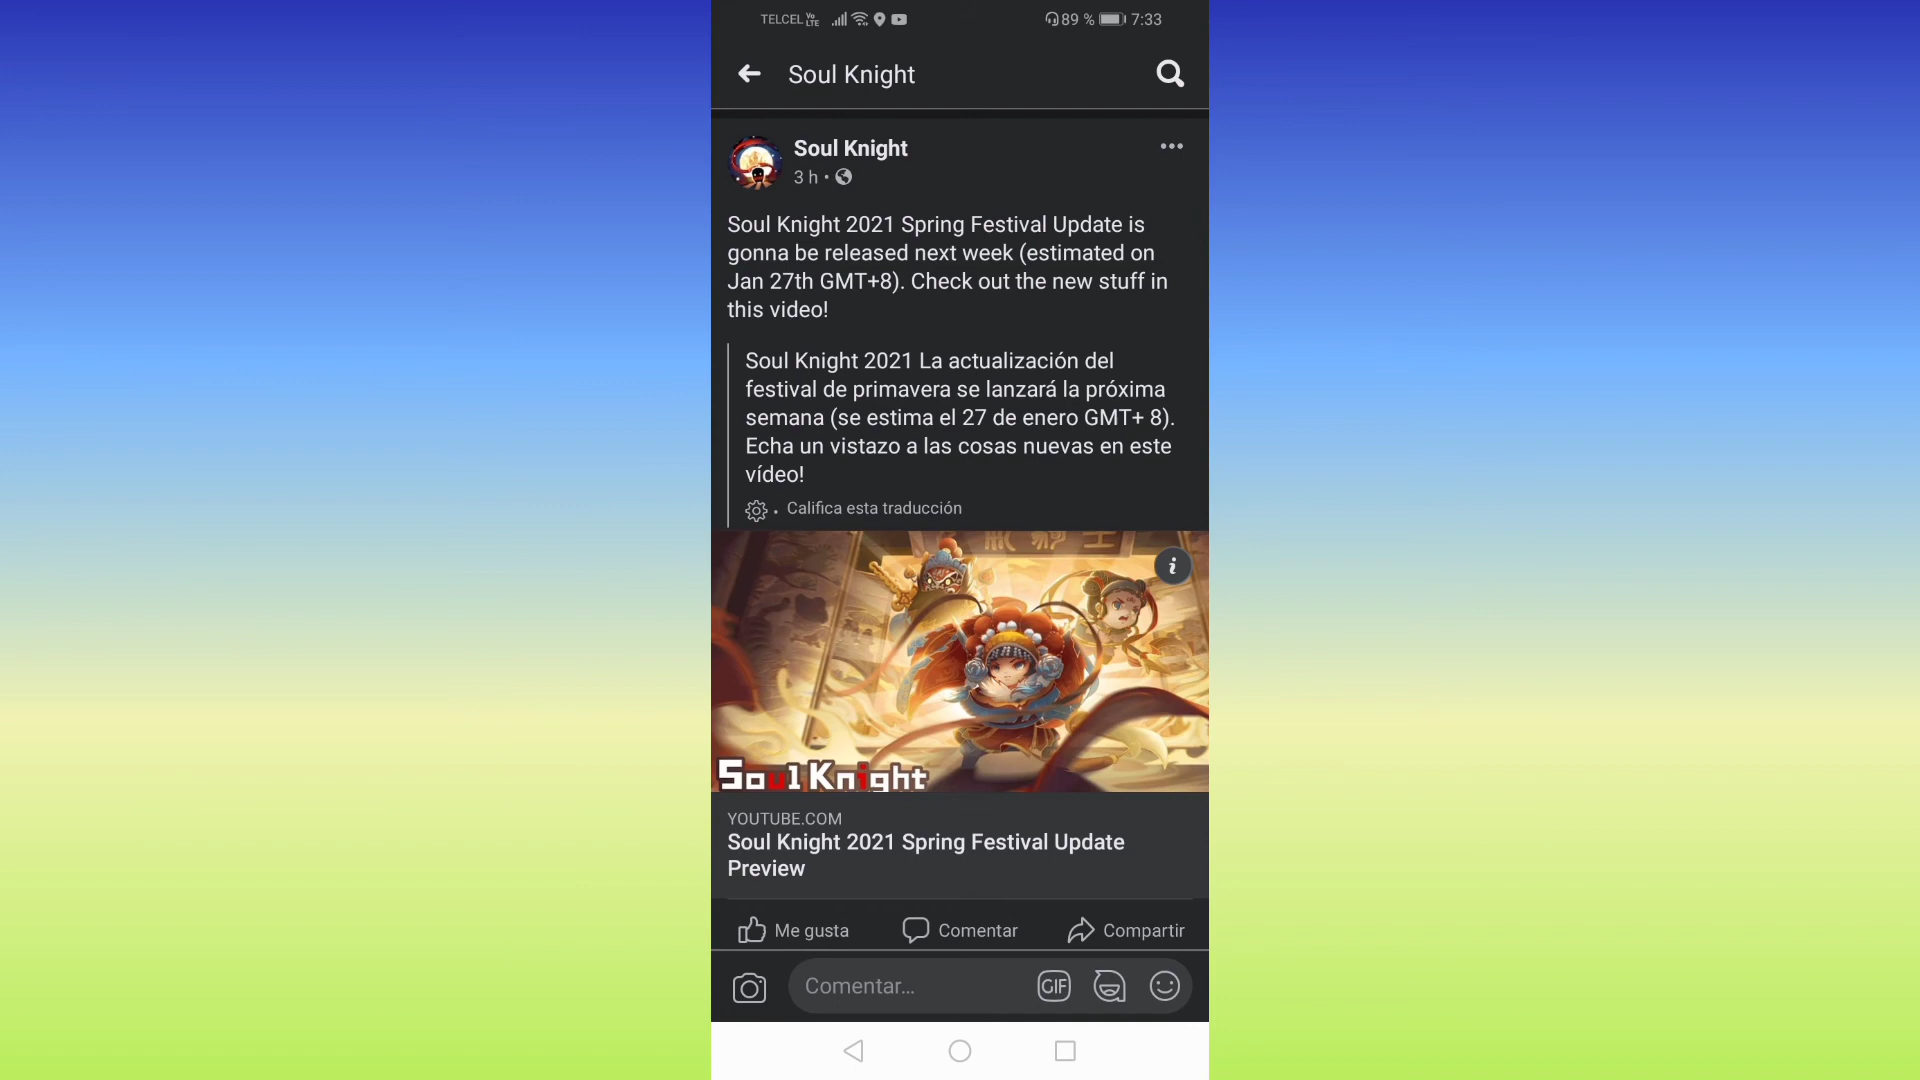 TELCEL Vo LTE 89 % 7:33
Soul Knight
Soul Knight
3 h •
Soul Knight 2021 Spring Festival Update is
gonna be released next week (estimated on
Jan 27th GMT+8). Check out the new stuff in
this video!
Soul Knight 2021 La actualización del
festival de primavera se lanzará la próxima
semana (se estima el 27 de enero GMT+ 8).
Echa un vistazo a las cosas nuevas en este
vídeo!
Califica esta traducción
Soul Knight
YOUTUBE.COM
Soul Knight 2021 Spring Festival Update
Preview
Me gusta Comentar Compartir
Comentar... GIF